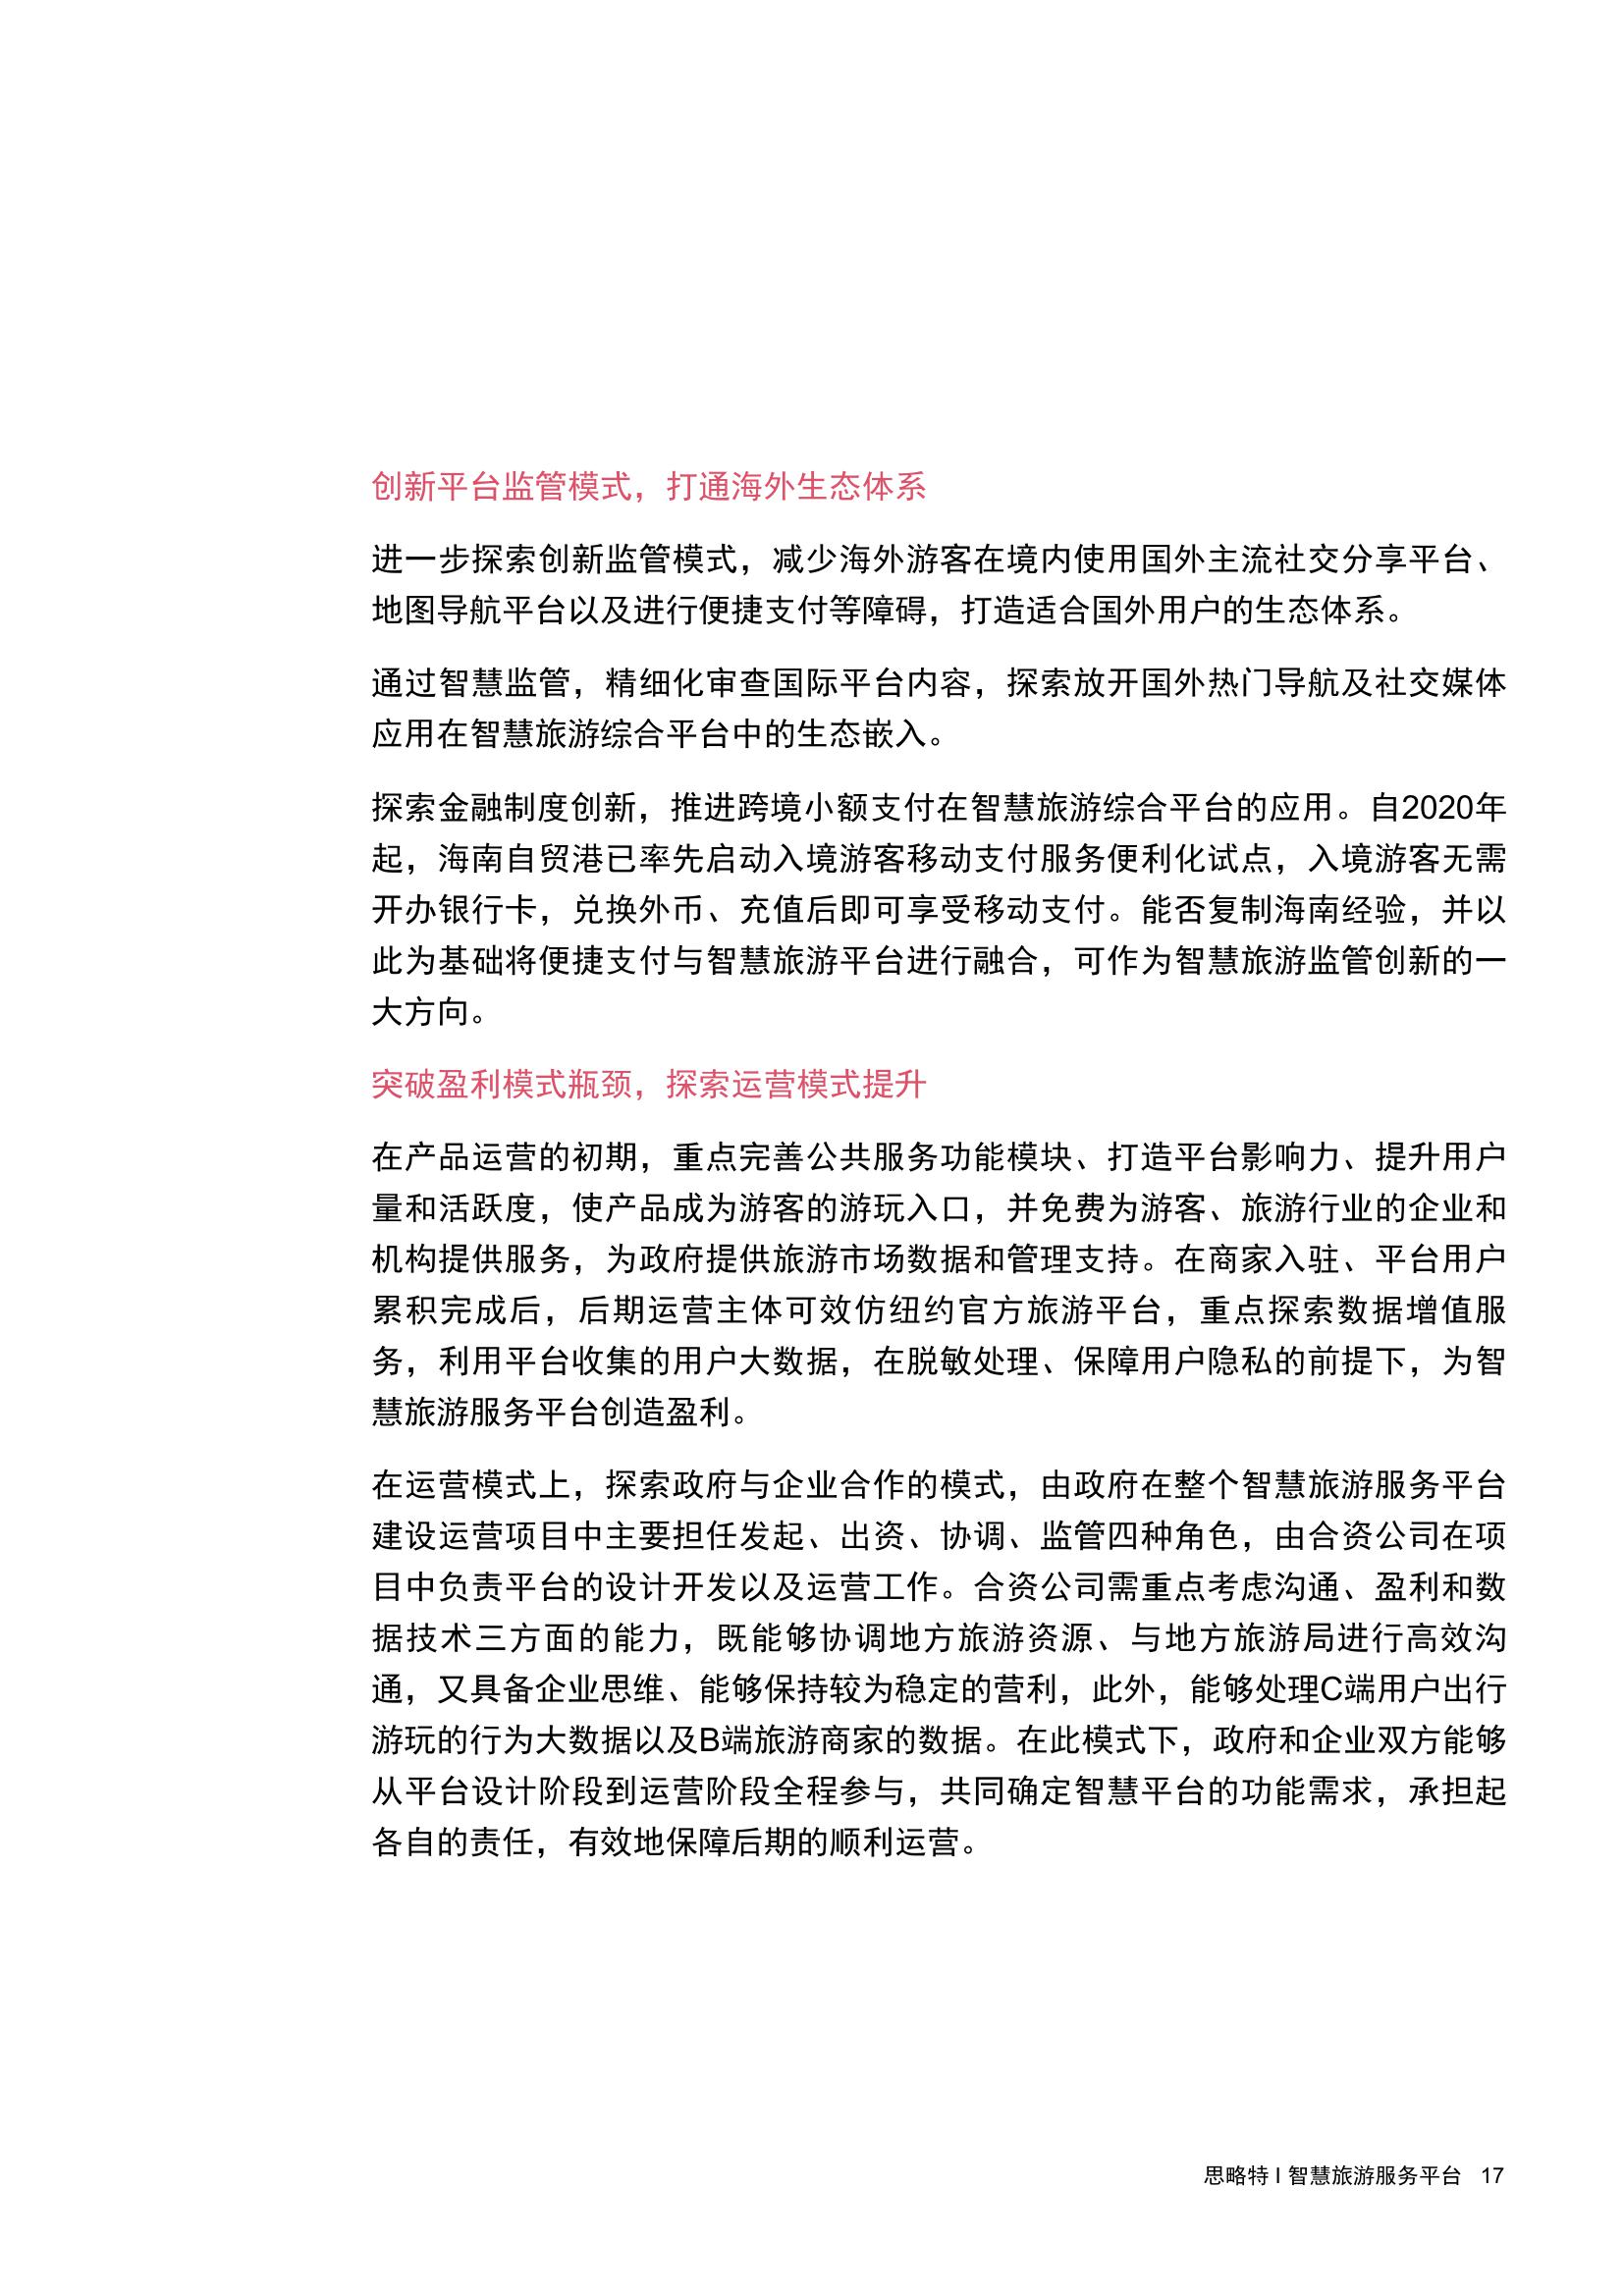 创新平台监管模式，打通海外生态体系
进一步探索创新监管模式，减少海外游客在境内使用国外主流社交分享平台、
地图导航平台以及进行便捷支付等障碍，打造适合国外用户的生态体系。
通过智慧监管，精细化审查国际平台内容，探索放开国外热门导航及社交媒体
应用在智慧旅游综合平台中的生态嵌入。
探索金融制度创新，推进跨境小额支付在智慧旅游综合平台的应用。自2020年
起，海南自贸港已率先启动入境游客移动支付服务便利化试点，入境游客无需
开办银行卡，兑换外币、充值后即可享受移动支付。能否复制海南经验，并以
此为基础将便捷支付与智慧旅游平台进行融合，可作为智慧旅游监管创新的一
大方向。
突破盈利模式瓶颈，探索运营模式提升
在产品运营的初期，重点完善公共服务功能模块、打造平台影响力、提升用户
量和活跃度，使产品成为游客的游玩入口，并免费为游客、旅游行业的企业和
机构提供服务，为政府提供旅游市场数据和管理支持。在商家入驻、平台用户
累积完成后，后期运营主体可效仿纽约官方旅游平台，重点探索数据增值服
务，利用平台收集的用户大数据，在脱敏处理、保障用户隐私的前提下，为智
慧旅游服务平台创造盈利。
在运营模式上，探索政府与企业合作的模式，由政府在整个智慧旅游服务平台
建设运营项目中主要担任发起、出资、协调、监管四种角色，由合资公司在项
目中负责平台的设计开发以及运营工作。合资公司需重点考虑沟通、盈利和数
据技术三方面的能力，既能够协调地方旅游资源、与地方旅游局进行高效沟
通，又具备企业思维、能够保持较为稳定的营利，此外，能够处理C端用户出行
游玩的行为大数据以及B端旅游商家的数据。在此模式下，政府和企业双方能够
从平台设计阶段到运营阶段全程参与，共同确定智慧平台的功能需求，承担起
各自的责任，有效地保障后期的顺利运营。
思略特 I 智慧旅游服务平台 17